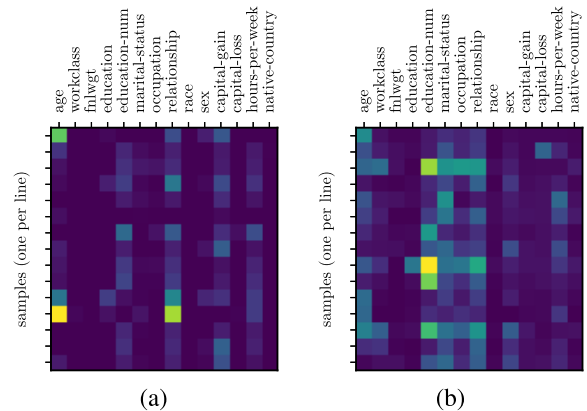 age
workclass
fnlwgt
education
education-num
marital-status
occupation
relationship
race
sex
capital-gain
capital-loss
hours-per-week
native-country
samples (one per line)
(a)
age
workclass
fnlwgt
education
education-num
marital-status
occupation
relationship
race
sex
capital-gain
capital-loss
hours-per-week
native-country
samples (one per line)
(b)